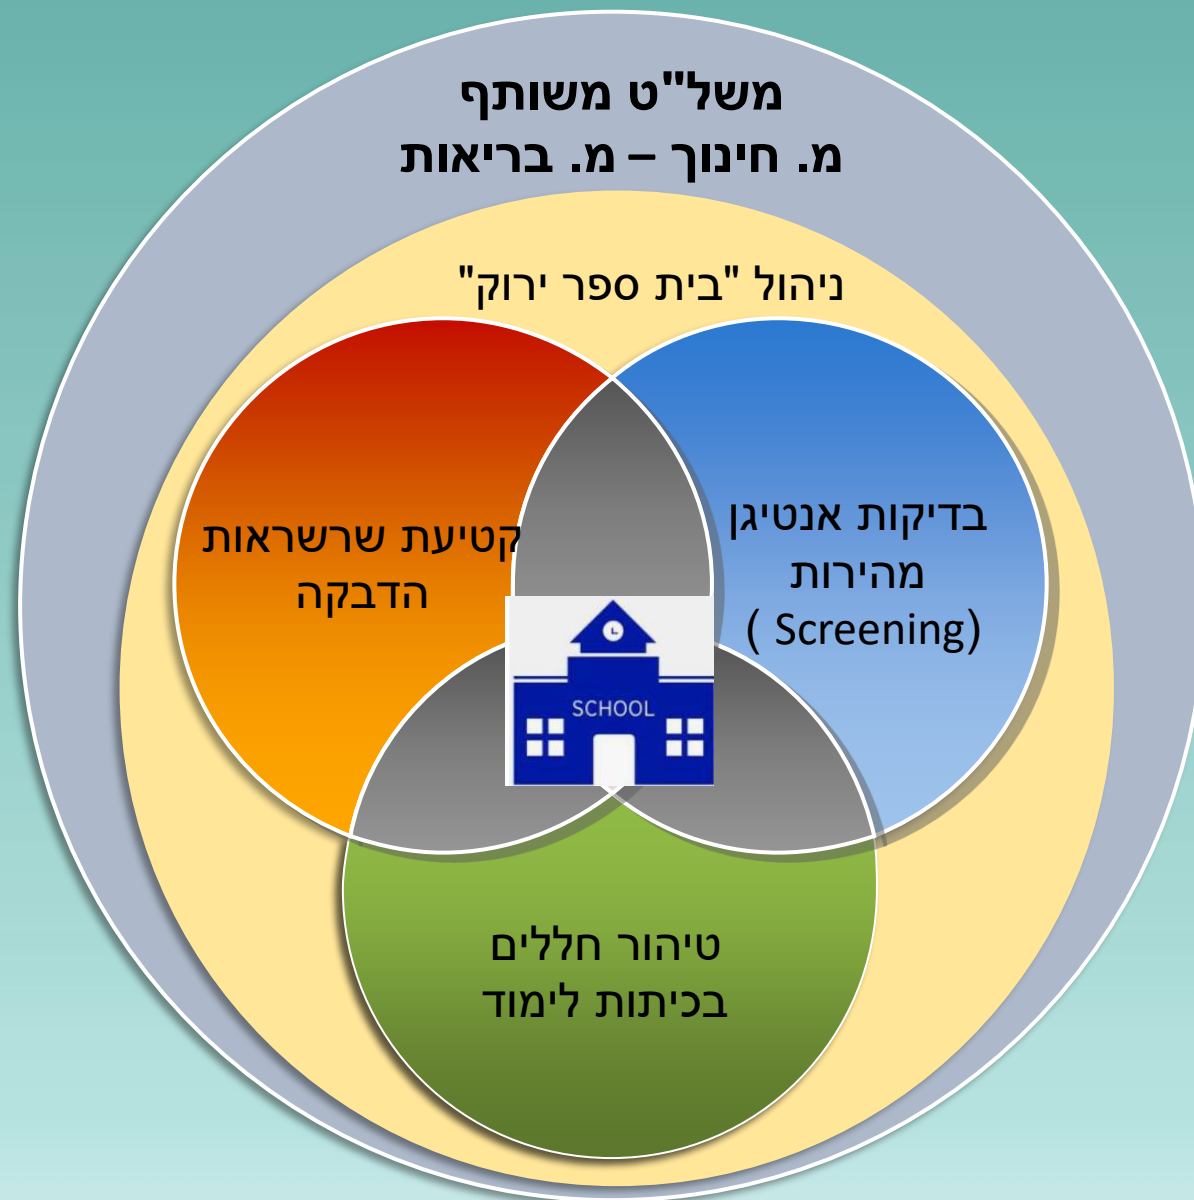 משל"ט משותף
מ. חינוך – מ. בריאות
ניהול "בית ספר ירוק"
בדיקות אנטיגן
מהירות
( Screening)
קטיעת שרשראות
הדבקה
SCHOOL
טיהור חללים
בכיתות לימוד